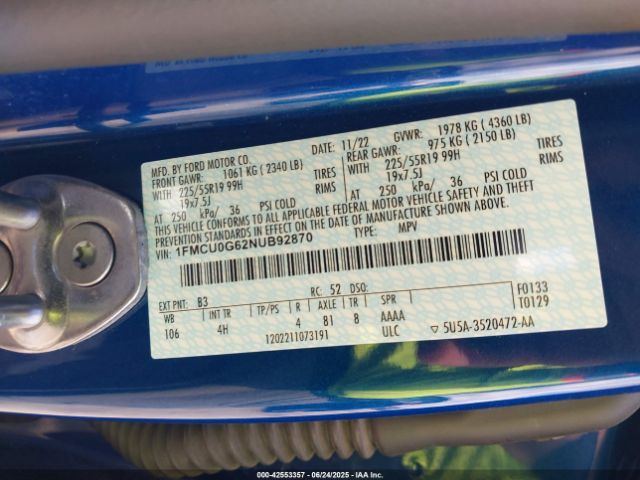 MFD. BY FORD MOTOR CO.
DATE: 11/22 GVWR: 1978 KG ( 4360 LB)
FRONT GAWR: 1061 KG ( 2340 LB)
REAR GAWR: 975 KG ( 2150 LB)
225/55R19 99H TIRES 225/55R19 99H TIRES
19x7.5J RIMS 19x7.5J RIMS
AT 250 kPa/ 36 PSI COLD AT 250 kPa/ 36 PSI COLD
THIS VEHICLE CONFORMS TO ALL APPLICABLE FEDERAL MOTOR VEHICLE SAFETY AND THEFT
PREVENTION STANDARDS IN EFFECT ON THE DATE OF MANUFACTURE SHOWN ABOVE.
VIN: 1FMCU0G62NUB92870 TYPE: MPV
EXT PNT: B3 RC: 52 DSO: F0133
WB INT TR TP/PS R AXLE TR SPR T0129
106 4H 4 81 8 AAAA
1202211073191 ULC ▽ 5U5A-3520472-AA
000-42553357 - 06/24/2025 - IAA Inc.